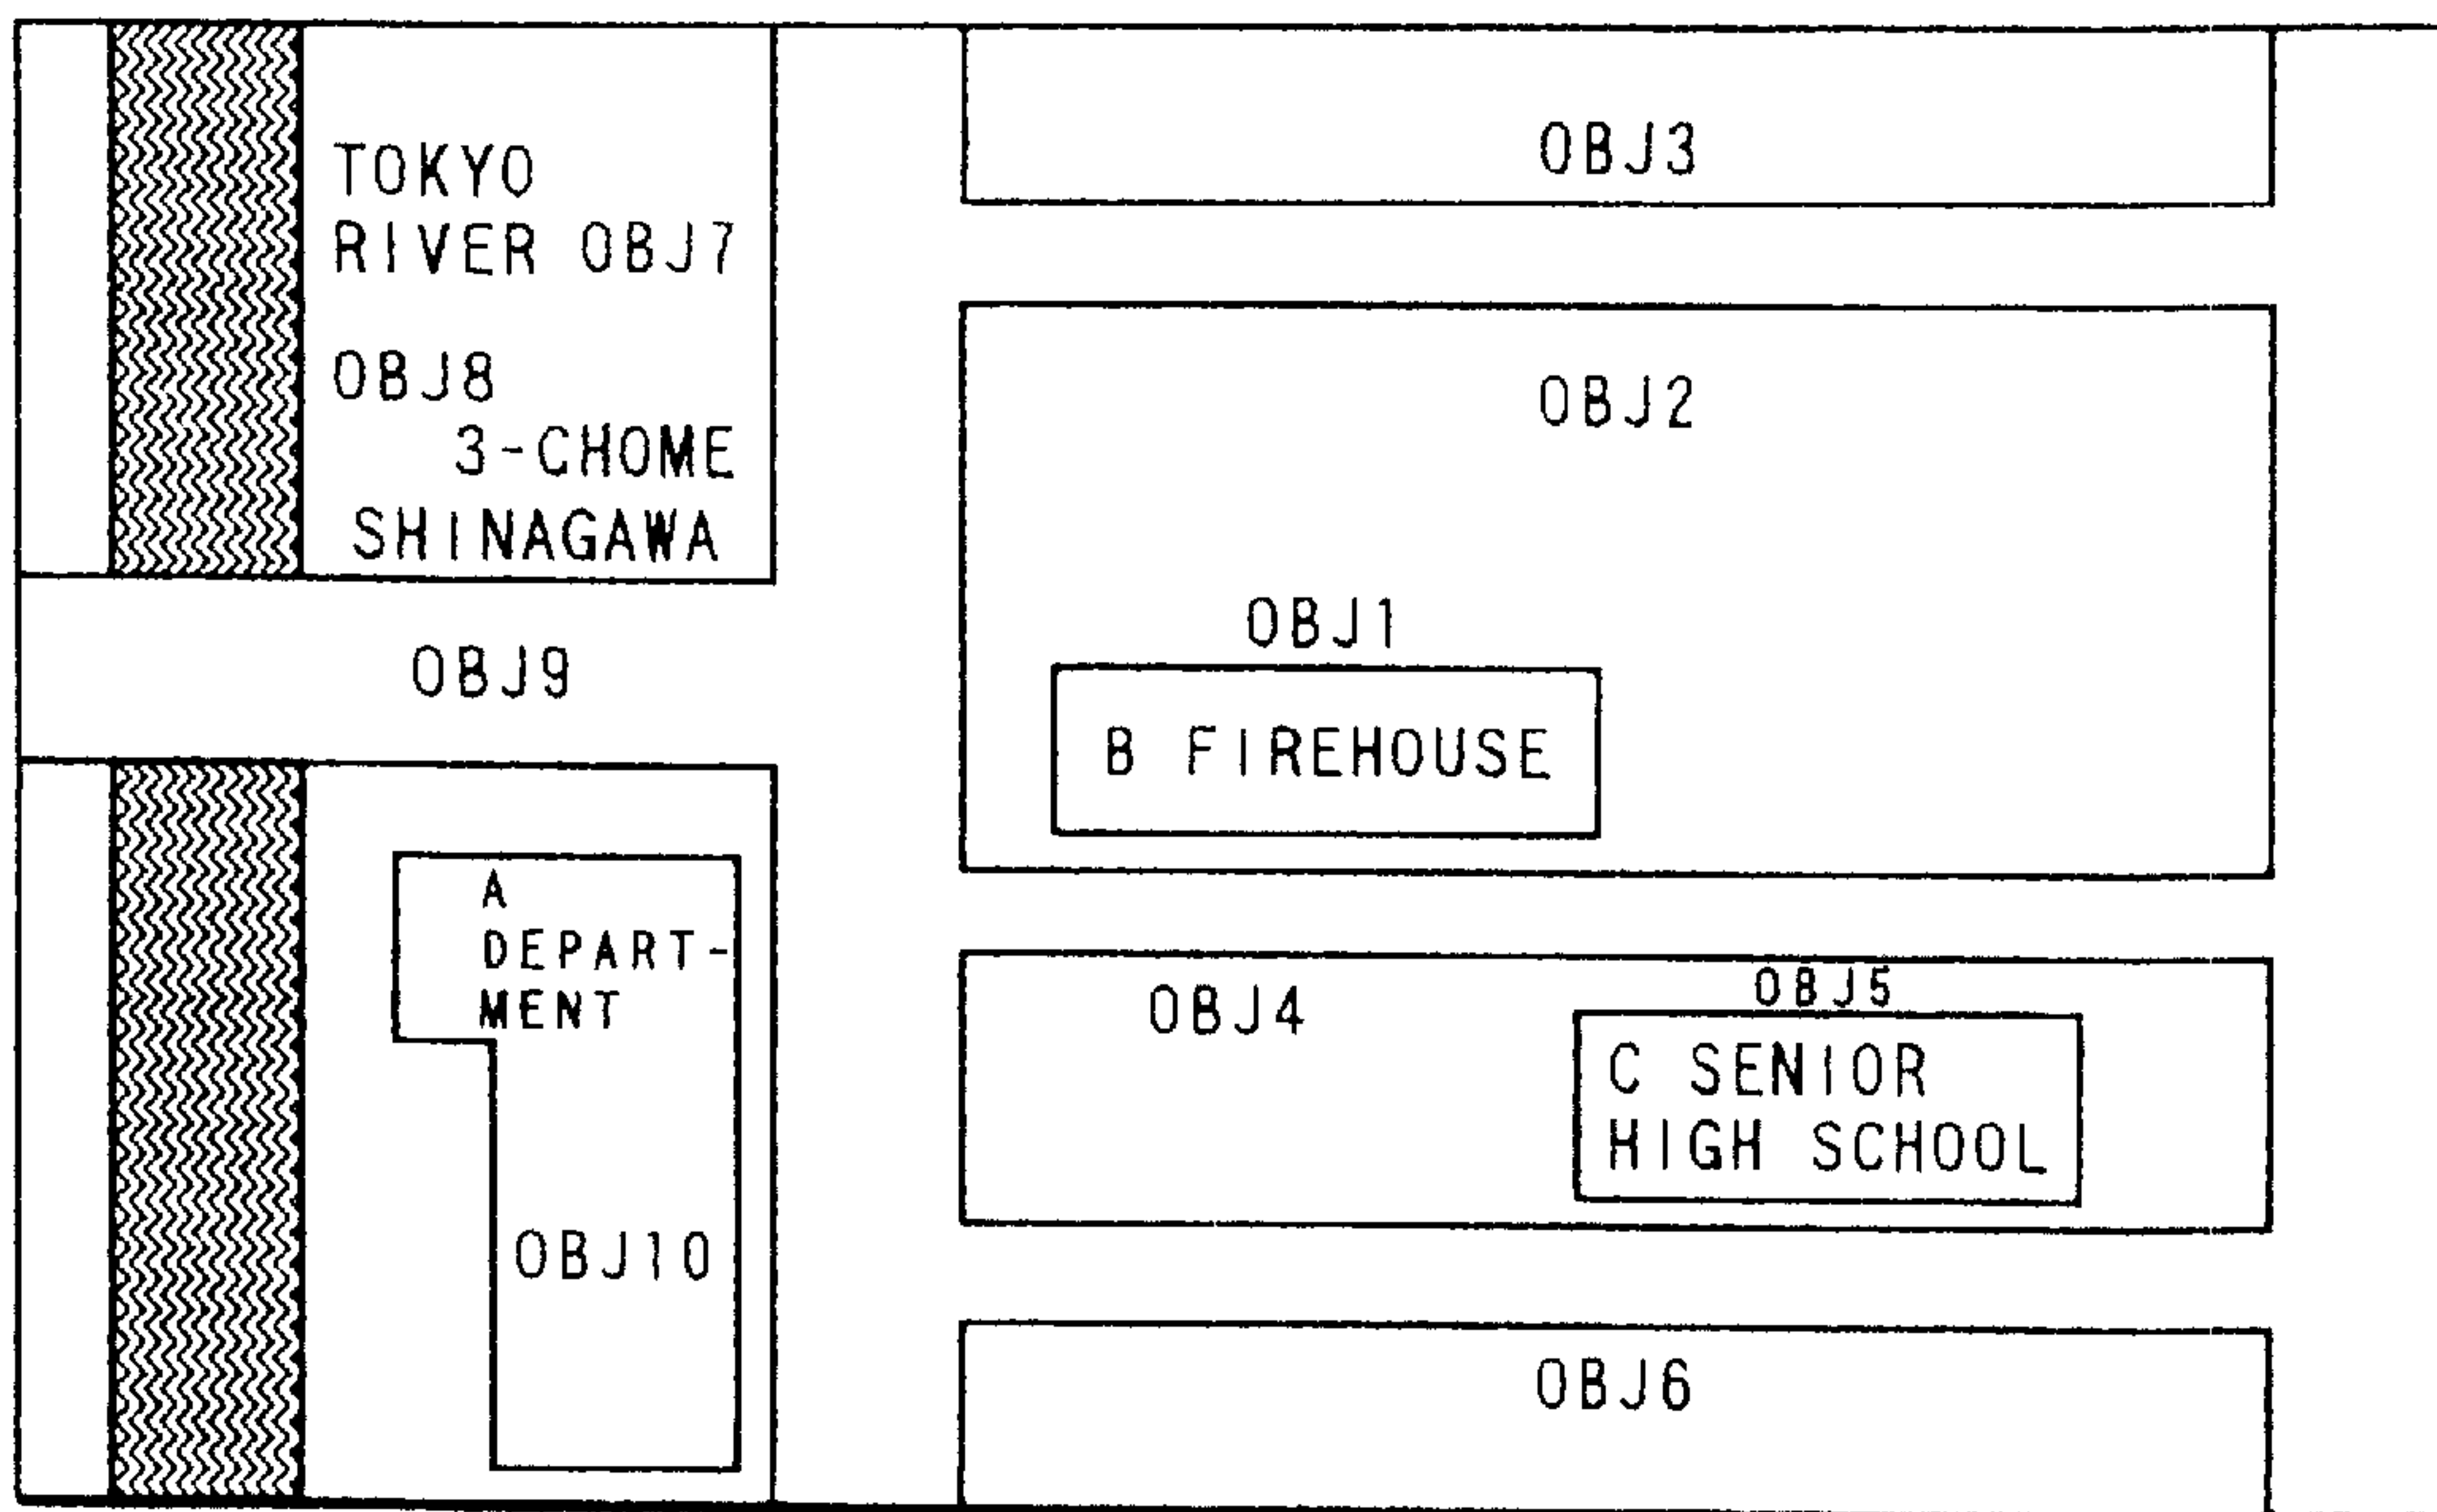 TOKYO
RIVER OBJ7
OBJ8
3-CHOME
SHINAGAWA
OBJ9
A
DEPART-
MENT
OBJ10
OBJ3
OBJ2
OBJ1
B FIREHOUSE
OBJ4
OBJ5
C SENIOR
HIGH SCHOOL
OBJ6